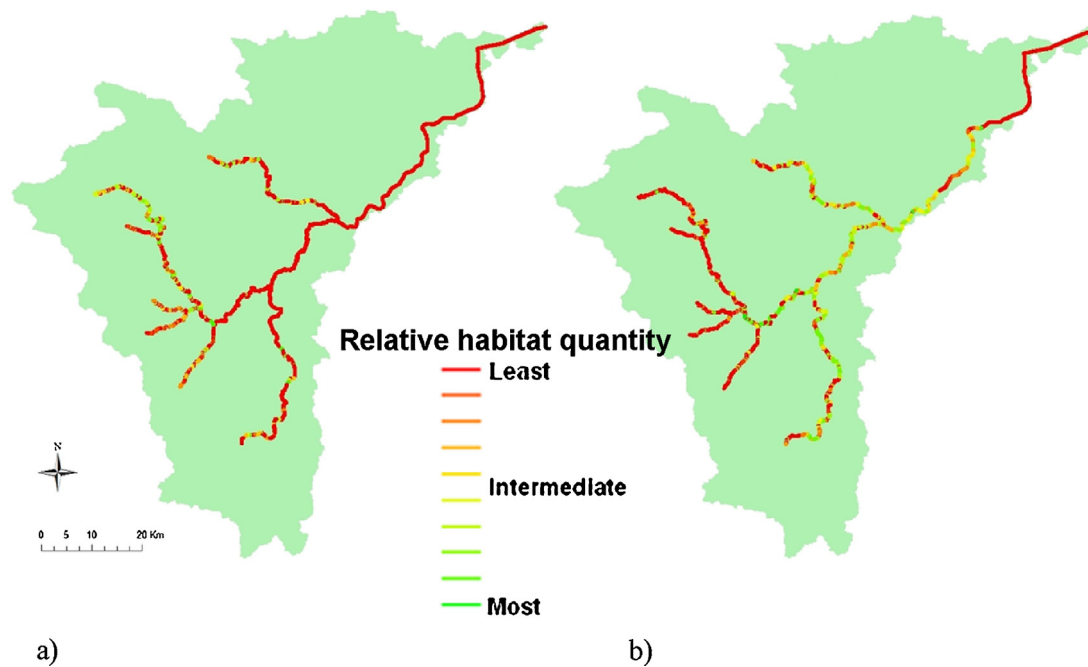 Relative habitat quantity
Least
Intermediate
Most
N
0 5 10 20 Km
a)
b)